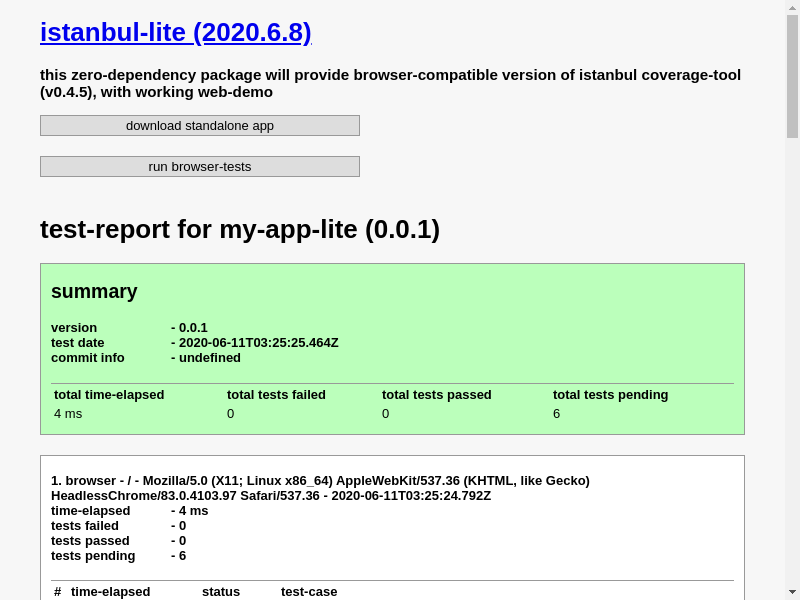 istanbul-lite (2020.6.8)
this zero-dependency package will provide browser-compatible version of istanbul coverage-tool
(v0.4.5), with working web-demo
download standalone app
run browser-tests
test-report for my-app-lite (0.0.1)
summary
version - 0.0.1
test date - 2020-06-11T03:25:25.464Z
commit info - undefined
total time-elapsed total tests failed total tests passed total tests pending
4 ms 0 0 6
1. browser - / - Mozilla/5.0 (X11; Linux x86_64) AppleWebKit/537.36 (KHTML, like Gecko)
HeadlessChrome/83.0.4103.97 Safari/537.36 - 2020-06-11T03:25:24.792Z
time-elapsed - 4 ms
tests failed - 0
tests passed - 0
tests pending - 6
# time-elapsed status test-case